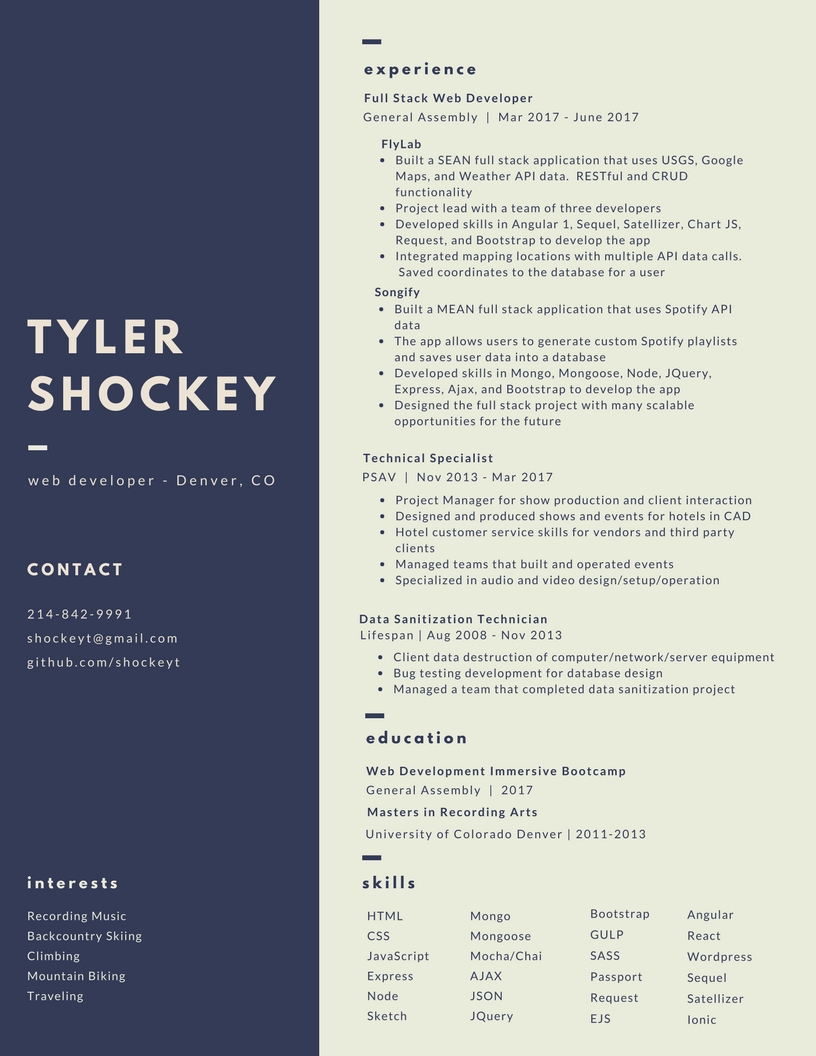 TYLER
SHOCKEY
web developer - Denver, CO
CONTACT
214-842-9991
shockeyt@gmail.com
github.com/shockeyt
interests
Recording Music
Backcountry Skiing
Climbing
Mountain Biking
Traveling
experience
Full Stack Web Developer
General Assembly | Mar 2017 - June 2017
FlyLab
• Built a SEAN full stack application that uses USGS, Google
Maps, and Weather API data. RESTful and CRUD
functionality
• Project lead with a team of three developers
• Developed skills in Angular 1, Sequel, Satellizer, Chart JS,
Request, and Bootstrap to develop the app
• Integrated mapping locations with multiple API data calls.
Saved coordinates to the database for a user
Songify
• Built a MEAN full stack application that uses Spotify API
data
• The app allows users to generate custom Spotify playlists
and saves user data into a database
• Developed skills in Mongo, Mongoose, Node, JQuery,
Express, Ajax, and Bootstrap to develop the app
• Designed the full stack project with many scalable
opportunities for the future
Technical Specialist
PSAV | Nov 2013 - Mar 2017
• Project Manager for show production and client interaction
• Designed and produced shows and events for hotels in CAD
• Hotel customer service skills for vendors and third party
clients
• Managed teams that built and operated events
• Specialized in audio and video design/setup/operation
Data Sanitization Technician
Lifespan | Aug 2008 - Nov 2013
• Client data destruction of computer/network/server equipment
• Bug testing development for database design
• Managed a team that completed data sanitization project
education
Web Development Immersive Bootcamp
General Assembly | 2017
Masters in Recording Arts
University of Colorado Denver | 2011-2013
skills
HTML
CSS
JavaScript
Express
Node
Sketch
Mongo
Mongoose
Mocha/Chai
AJAX
JSON
JQuery
Bootstrap
GULP
SASS
Passport
Request
EJS
Angular
React
Wordpress
Sequel
Satellizer
Ionic